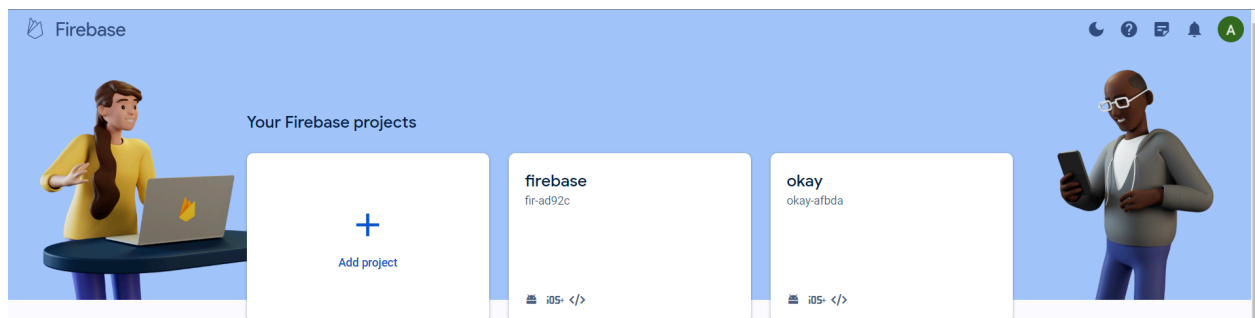 Firebase
A
Your Firebase projects
Add project
firebase
fir-ad92c
iOS+ </>
okay
okay-afbda
iOS+ </>